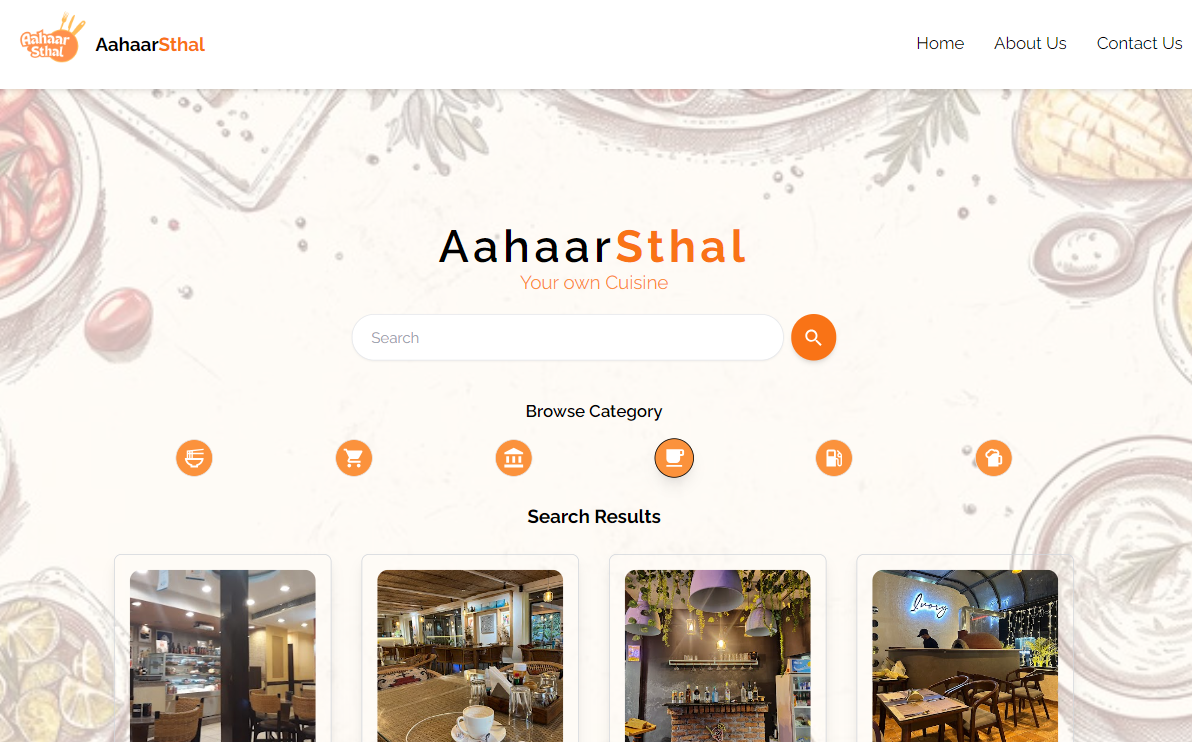 Aahaar
Sthal
AahaarSthal
Home
About Us
Contact Us
AahaarSthal
Your own Cuisine
Search
Browse Category
Search Results
Ivory